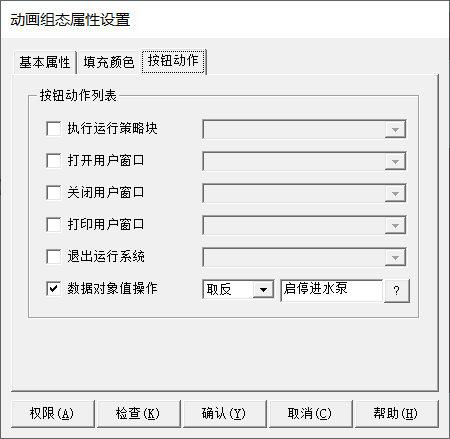 动画组态属性设置
基本属性 填充颜色 按钮动作
按钮动作列表
执行运行策略块
打开用户窗口
关闭用户窗口
打印用户窗口
退出运行系统
数据对象值操作 取反 启停进水泵 ?
权限(A) 检查(K) 确认(Y) 取消(C) 帮助(H)